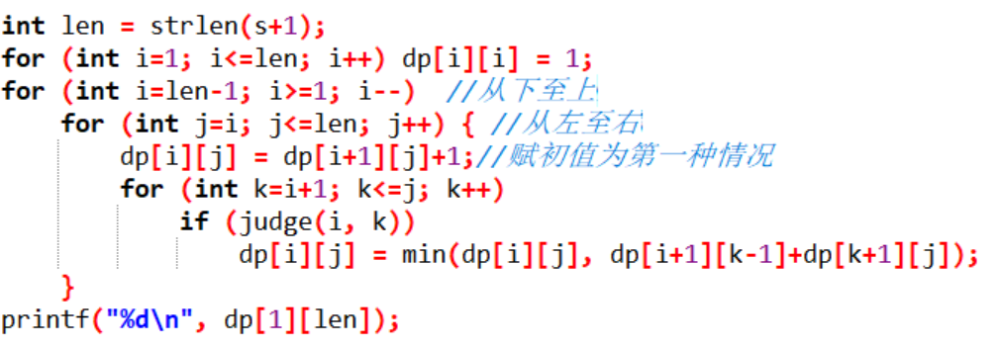 int len = strlen(s+1);
for (int i=1; i<=len; i++) dp[i][i] = 1;
for (int i=len-1; i>=1; i--)  //从下至上
    for (int j=i; j<=len; j++) { //从左至右
        dp[i][j] = dp[i+1][j]+1;//赋初值为第一种情况
        for (int k=i+1; k<=j; k++)
            if (judge(i, k))
                dp[i][j] = min(dp[i][j], dp[i+1][k-1]+dp[k+1][j]);
    }
printf("%d\n", dp[1][len]);